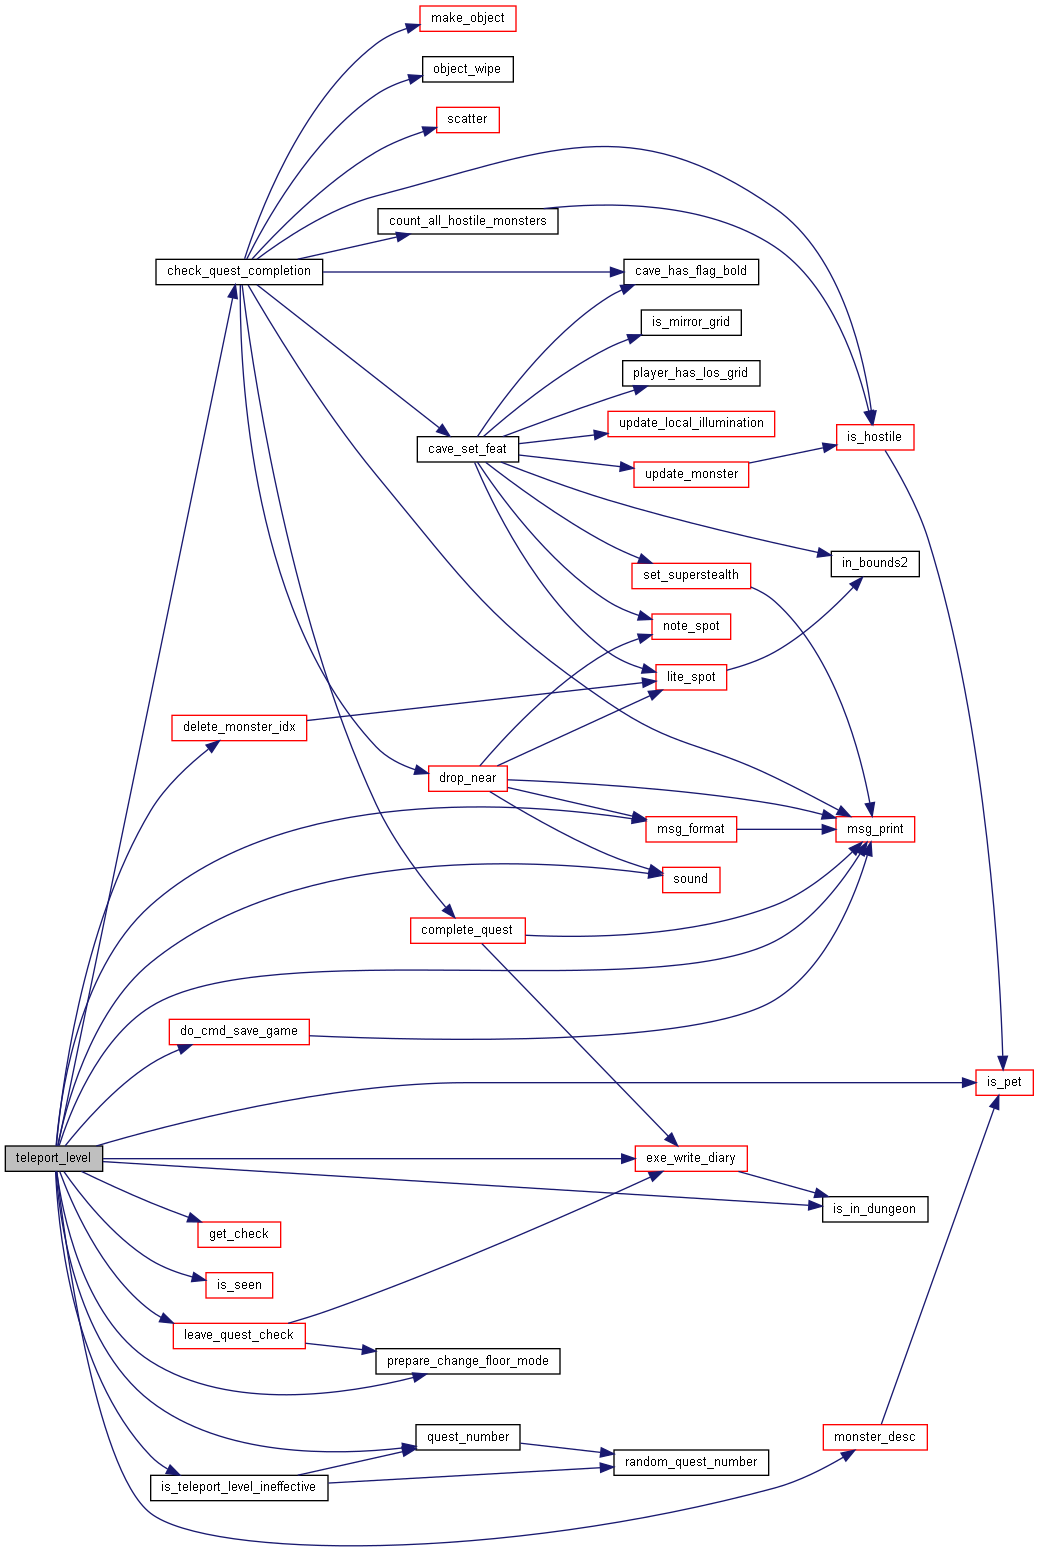 make_object
object_wipe
scatter
count_all_hostile_monsters
check_quest_completion
cave_has_flag_bold
is_mirror_grid
player_has_los_grid
update_local_illumination
is_hostile
cave_set_feat
update_monster
in_bounds2
set_superstealth
note_spot
lite_spot
delete_monster_idx
drop_near
msg_format
msg_print
sound
complete_quest
do_cmd_save_game
is_pet
teleport_level
exe_write_diary
is_in_dungeon
get_check
is_seen
leave_quest_check
prepare_change_floor_mode
quest_number
monster_desc
random_quest_number
is_teleport_level_ineffective